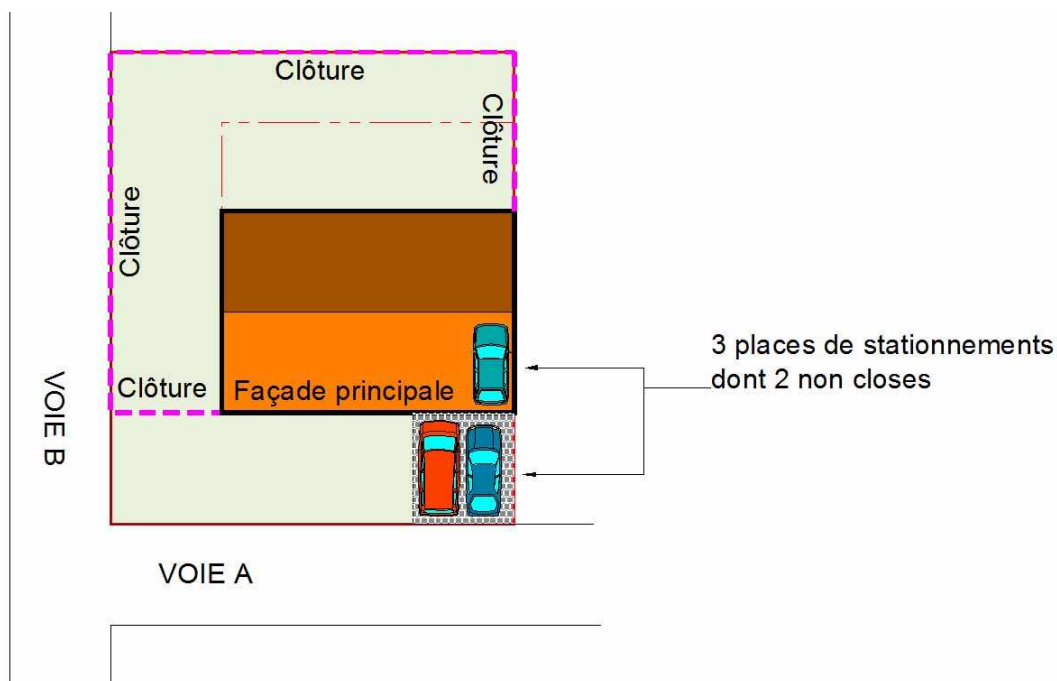 Clôture
Clôture
Clôture
Clôture
Façade principale
3 places de stationnements
dont 2 non closes
VOIE B
VOIE A